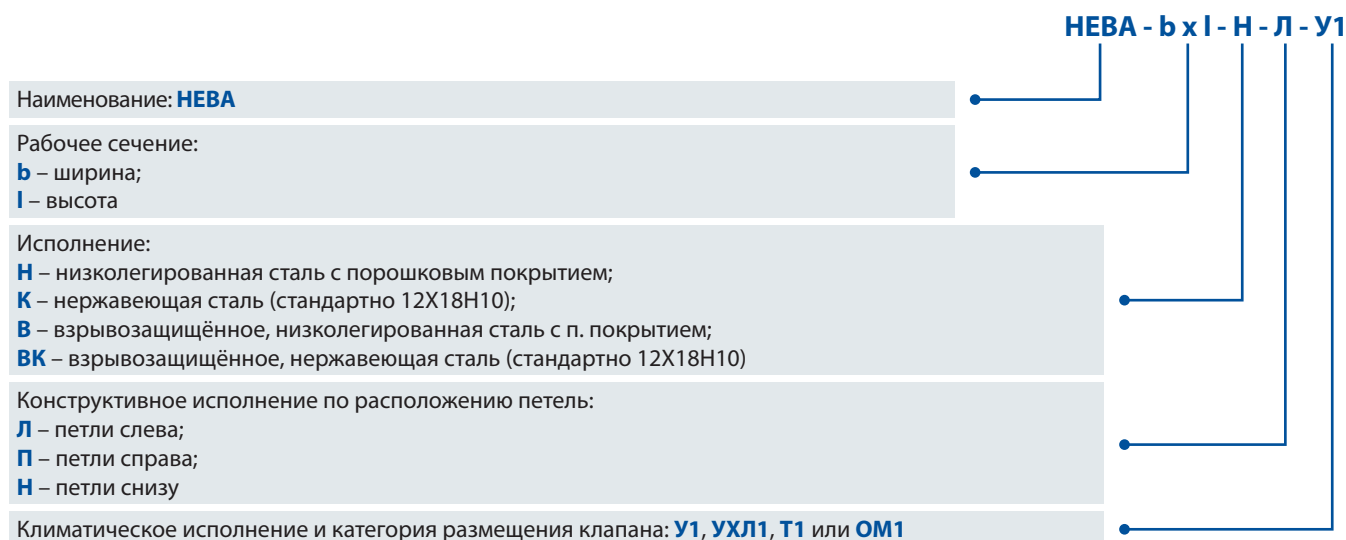 НЕВА - b x l - Н - Л - У1
Наименование: НЕВА
Рабочее сечение:
b – ширина;
l – высота
Исполнение:
Н – низколегированная сталь с порошковым покрытием;
К – нержавеющая сталь (стандартно 12Х18Н10);
В – взрывозащищённое, низколегированная сталь с п. покрытием;
ВК – взрывозащищённое, нержавеющая сталь (стандартно 12Х18Н10)
Конструктивное исполнение по расположению петель:
Л – петли слева;
П – петли справа;
Н – петли снизу
Климатическое исполнение и категория размещения клапана: У1, УХЛ1, Т1 или ОМ1